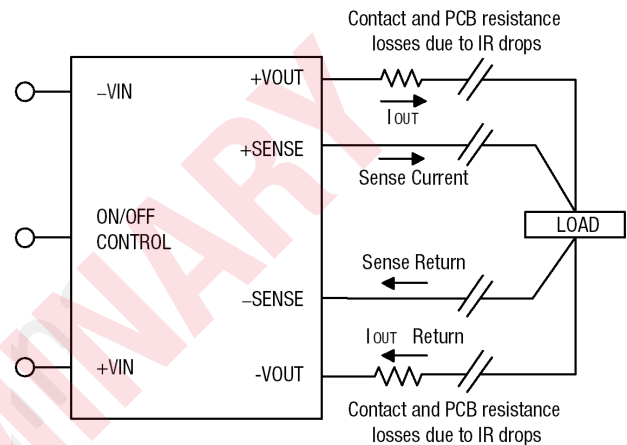 Contact and PCB resistance
losses due to IR drops
+VOUT
–VIN
IOUT
+SENSE
Sense Current
ON/OFF
CONTROL
LOAD
Sense Return
–SENSE
IOUT Return
+VIN
-VOUT
Contact and PCB resistance
losses due to IR drops